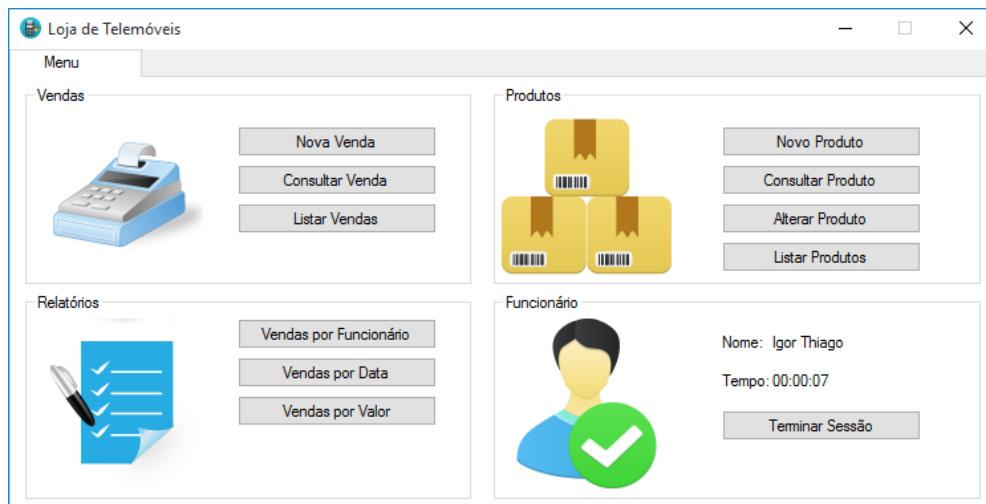 Loja de Telemóveis
Menu
Vendas
Nova Venda
Consultar Venda
Listar Vendas
Produtos
Novo Produto
Consultar Produto
Alterar Produto
Listar Produtos
Relatórios
Vendas por Funcionário
Vendas por Data
Vendas por Valor
Funcionário
Nome: Igor Thiago
Tempo: 00:00:07
Terminar Sessão